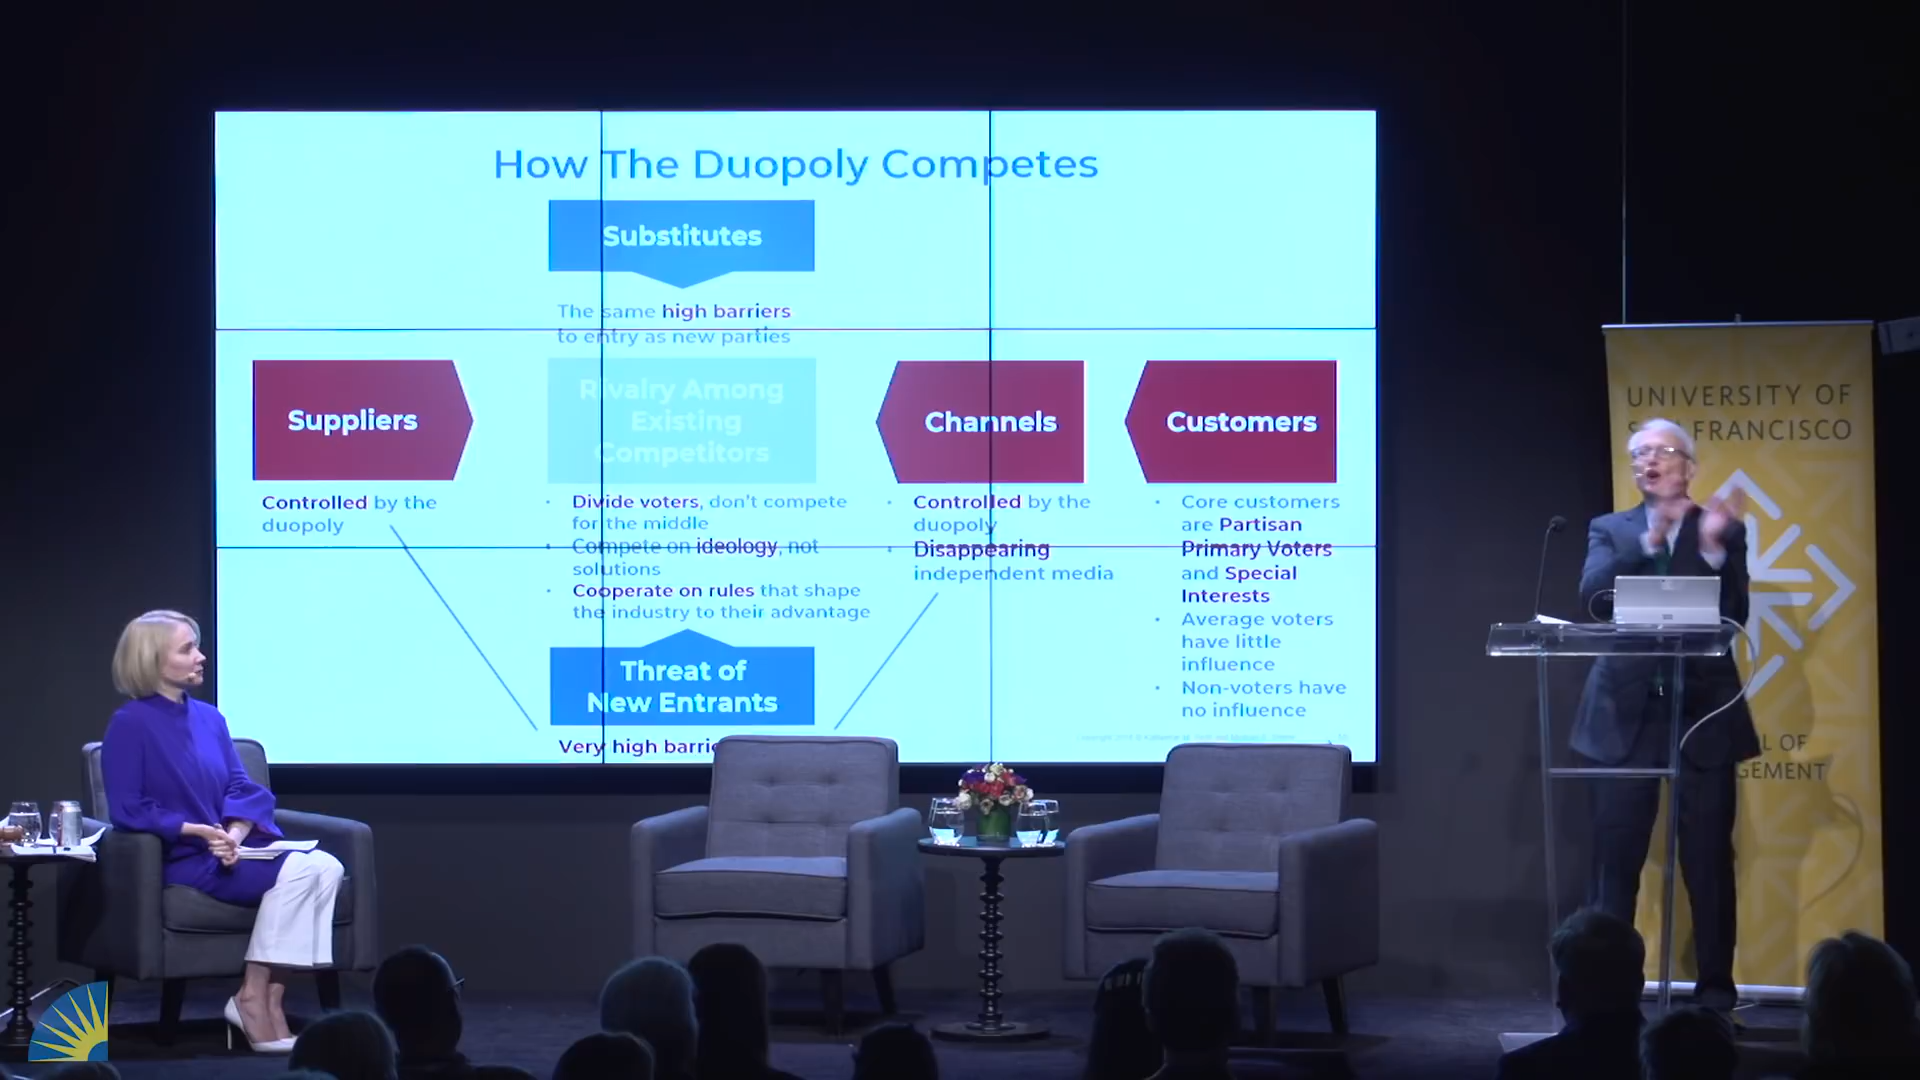 How The Duopoly Competes
Substitutes
The same high barriers
to entry as new parties
Suppliers
Controlled by the
duopoly
Rivalry Among
Existing
Competitors
• Divide voters, don't compete
for the middle
• Compete on ideology, not
solutions
• Cooperate on rules that shape
the industry to their advantage
Threat of
New Entrants
Very high
Channels
• Controlled by the
duopoly
• Disappearing
independent media
Customers
• Core customers
are Partisan
Primary Voters
and Special
Interests
• Average voters
have little
influence
• Non-voters have
no influence
UNIVERSITY OF
FRANCISCO
OF